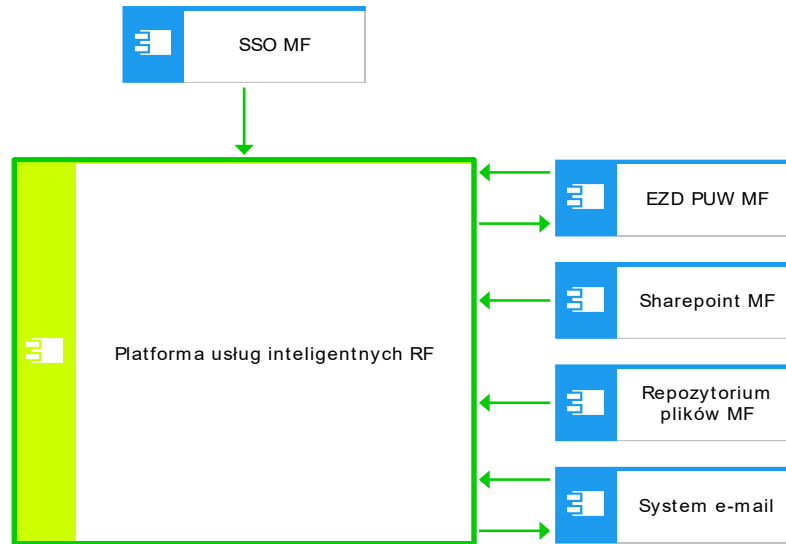 SSO MF
EZD PUW MF
Sharepoint MF
Platforma usług inteligentnych RF
Repozytorium
plików MF
System e-mail